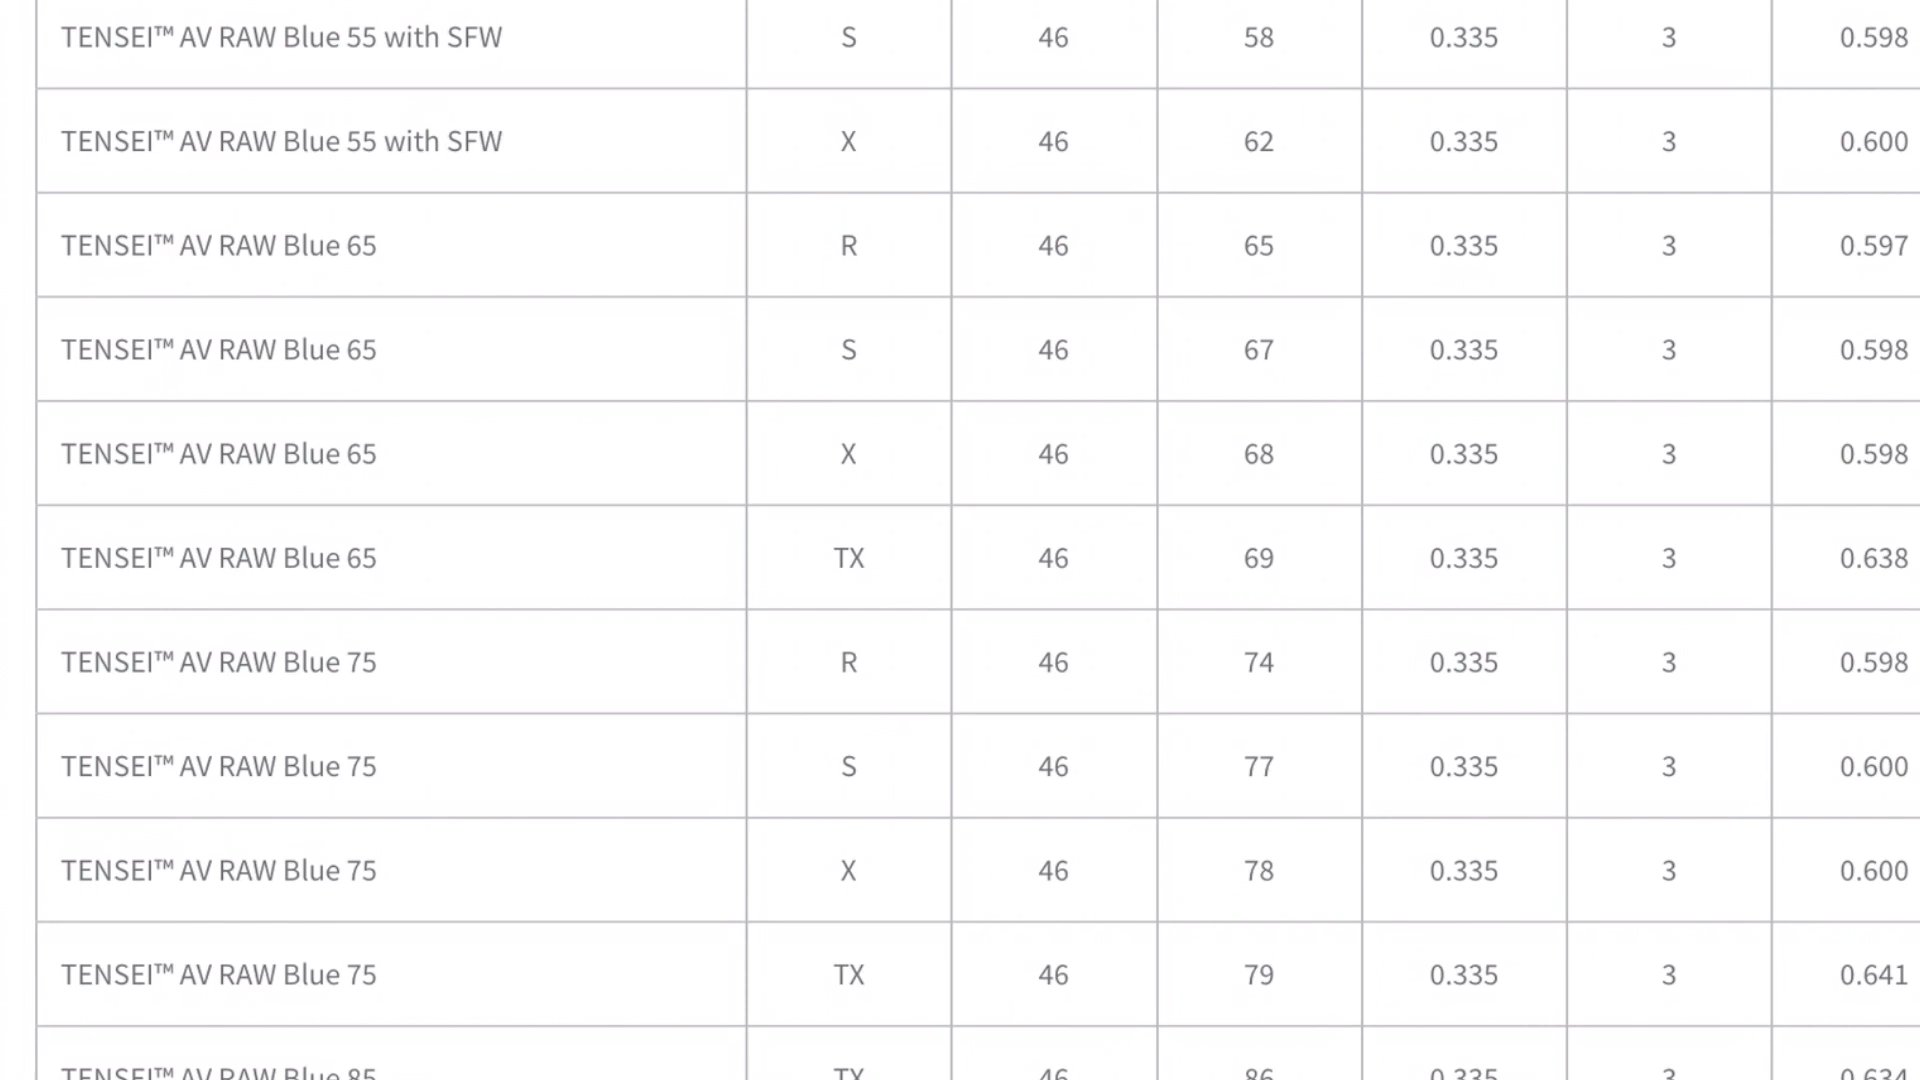 TENSEI™ AV RAW Blue 55 with SFW S 46 58 0.335 3 0.598
TENSEI™ AV RAW Blue 55 with SFW X 46 62 0.335 3 0.600
TENSEI™ AV RAW Blue 65 R 46 65 0.335 3 0.597
TENSEI™ AV RAW Blue 65 S 46 67 0.335 3 0.598
TENSEI™ AV RAW Blue 65 X 46 68 0.335 3 0.598
TENSEI™ AV RAW Blue 65 TX 46 69 0.335 3 0.638
TENSEI™ AV RAW Blue 75 R 46 74 0.335 3 0.598
TENSEI™ AV RAW Blue 75 S 46 77 0.335 3 0.600
TENSEI™ AV RAW Blue 75 X 46 78 0.335 3 0.600
TENSEI™ AV RAW Blue 75 TX 46 79 0.335 3 0.641
TENSEI™ AV RAW Blue 85 TX 46 86 0.335 3 0.634